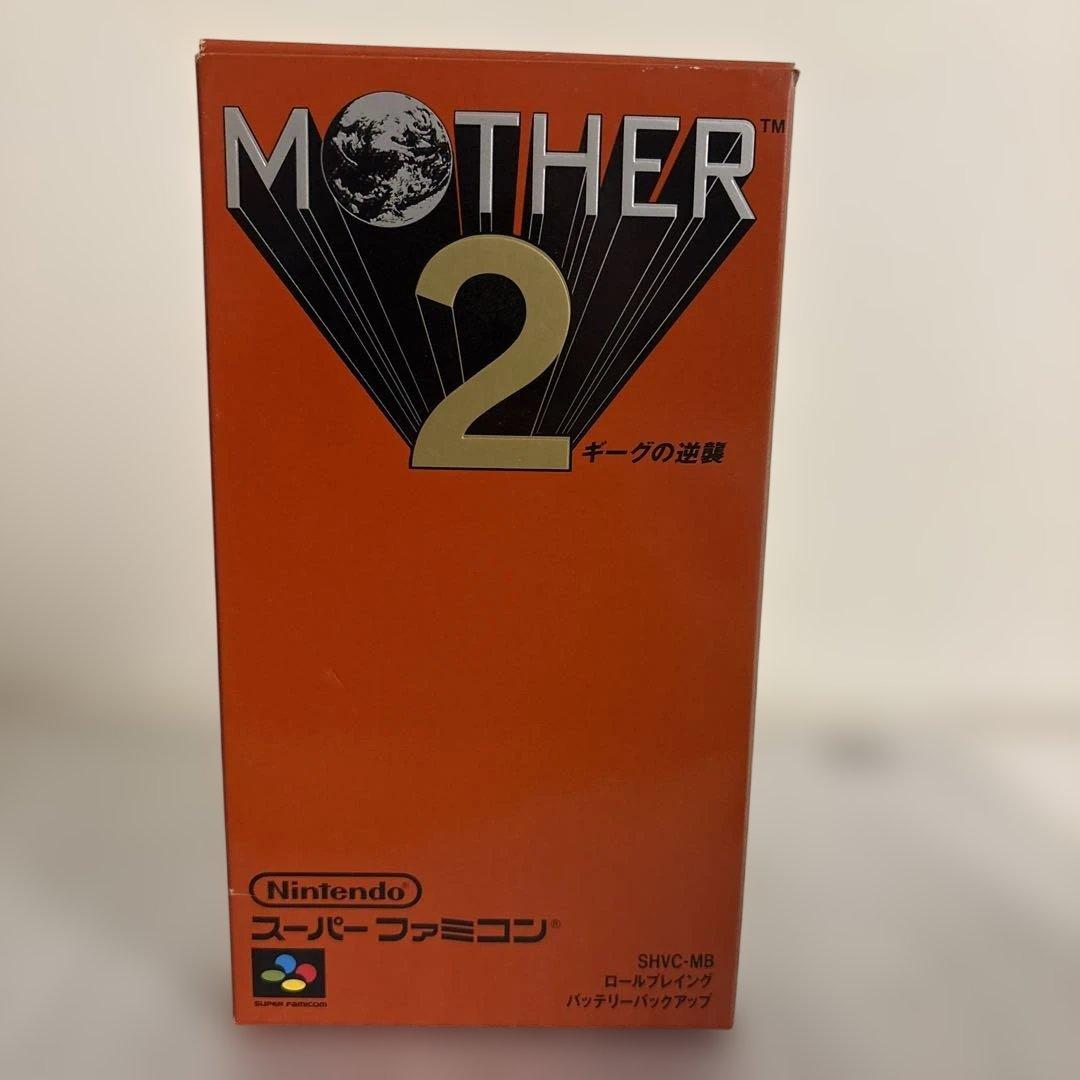 MOTHER™
2
ギーグの逆襲
Nintendo®
スーパーファミコン®
SUPER FAMICOM
SHVC-MB
ロールプレイング
バッテリーバックアップ